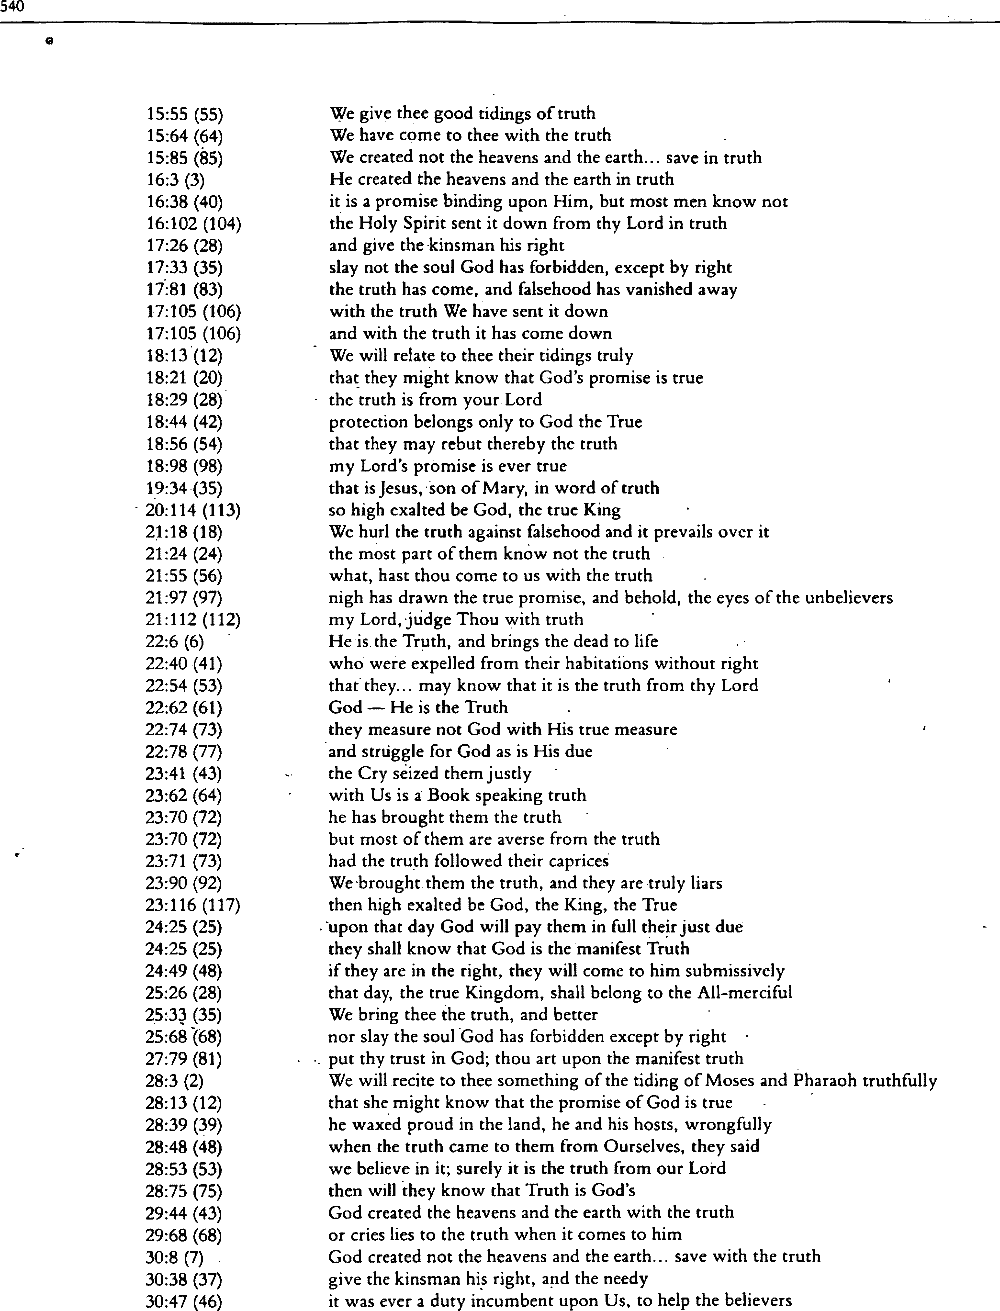 540
15:55 (55) We give thee good tidings of truth
15:64 (64) We have come to thee with the truth
15:85 (85) We created not the heavens and the earth... save in truth
16:3 (3) He created the heavens and the earth in truth
16:38 (40) it is a promise binding upon Him, but most men know not
16:102 (104) the Holy Spirit sent it down from thy Lord in truth
17:26 (28) and give the kinsman his right
17:33 (35) slay not the soul God has forbidden, except by right
17:81 (83) the truth has come, and falsehood has vanished away
17:105 (106) with the truth We have sent it down
17:105 (106) and with the truth it has come down
18:13 (12) We will relate to thee their tidings truly
18:21 (20) that they might know that God's promise is true
18:29 (28) the truth is from your Lord
18:44 (42) protection belongs only to God the True
18:56 (54) that they may rebut thereby the truth
18:98 (98) my Lord's promise is ever true
19:34 (35) that is Jesus, son of Mary, in word of truth
20:114 (113) so high exalted be God, the true King
21:18 (18) We hurl the truth against falsehood and it prevails over it
21:24 (24) the most part of them know not the truth
21:55 (56) what, hast thou come to us with the truth
21:97 (97) nigh has drawn the true promise, and behold, the eyes of the unbelievers
21:112 (112) my Lord, judge Thou with truth
22:6 (6) He is the Truth, and brings the dead to life
22:40 (41) who were expelled from their habitations without right
22:54 (53) that they... may know that it is the truth from thy Lord
22:62 (61) God — He is the Truth
22:74 (73) they measure not God with His true measure
22:78 (77) and struggle for God as is His due
23:41 (43) the Cry seized them justly
23:62 (64) with Us is a Book speaking truth
23:70 (72) he has brought them the truth
23:70 (72) but most of them are averse from the truth
23:71 (73) had the truth followed their caprices
23:90 (92) We brought them the truth, and they are truly liars
23:116 (117) then high exalted be God, the King, the True
24:25 (25) upon that day God will pay them in full their just due
24:25 (25) they shall know that God is the manifest Truth
24:49 (48) if they are in the right, they will come to him submissively
25:26 (28) that day, the true Kingdom, shall belong to the All-merciful
25:33 (35) We bring thee the truth, and better
25:68 (68) nor slay the soul God has forbidden except by right
27:79 (81) put thy trust in God; thou art upon the manifest truth
28:3 (2) We will recite to thee something of the tiding of Moses and Pharaoh truthfully
28:13 (12) that she might know that the promise of God is true
28:39 (39) he waxed proud in the land, he and his hosts, wrongfully
28:48 (48) when the truth came to them from Ourselves, they said
28:53 (53) we believe in it; surely it is the truth from our Lord
28:75 (75) then will they know that Truth is God's
29:44 (43) God created the heavens and the earth with the truth
29:68 (68) or cries lies to the truth when it comes to him
30:8 (7) God created not the heavens and the earth... save with the truth
30:38 (37) give the kinsman his right, and the needy
30:47 (46) it was ever a duty incumbent upon Us, to help the believers